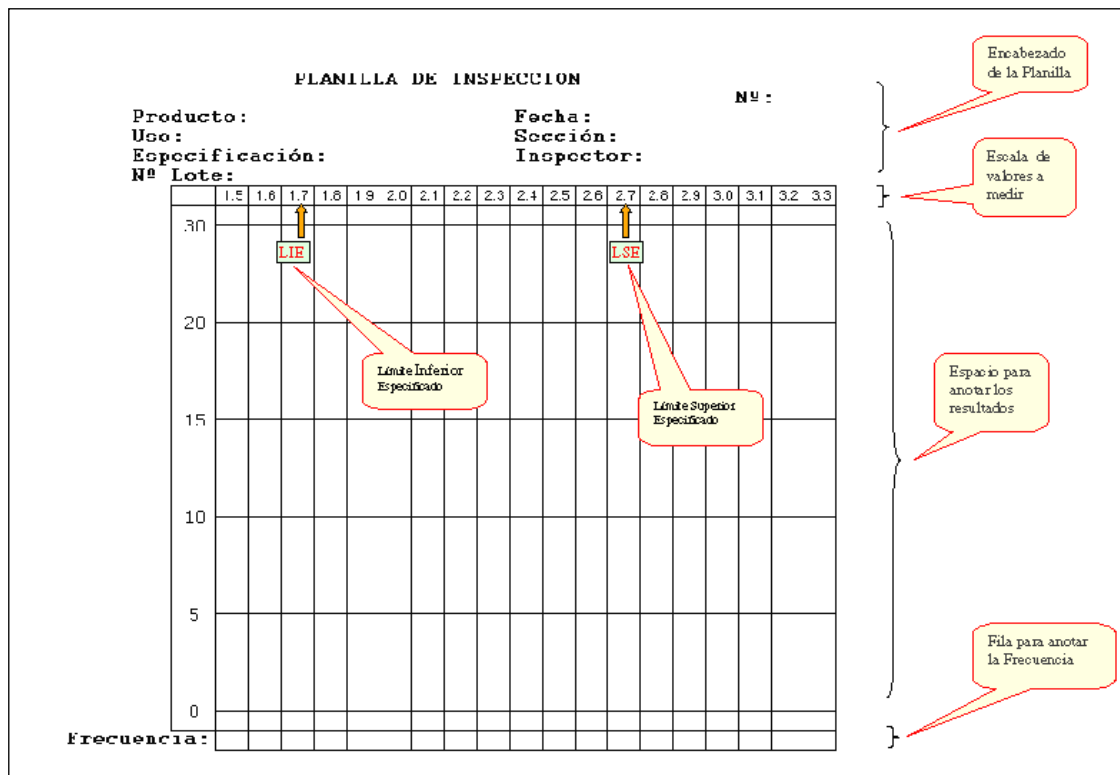 PLANILLA DE INSPECCION
Nº:
Producto:
Fecha:
Uso:
Sección:
Especificación:
Inspector:
Nº Lote:
1.5 1.6 1.7 1.8 1.9 2.0 2.1 2.2 2.3 2.4 2.5 2.6 2.7 2.8 2.9 3.0 3.1 3.2 3.3
30
LIE
LSE
20
Límite Inferior
Especificado
Límite Superior
Especificado
15
10
5
0
Frecuencia:
Encabezado
de la Planilla
Escala de
valores a
medir
Espacio para
anotar los
resultados
Fila para anotar
la Frecuencia